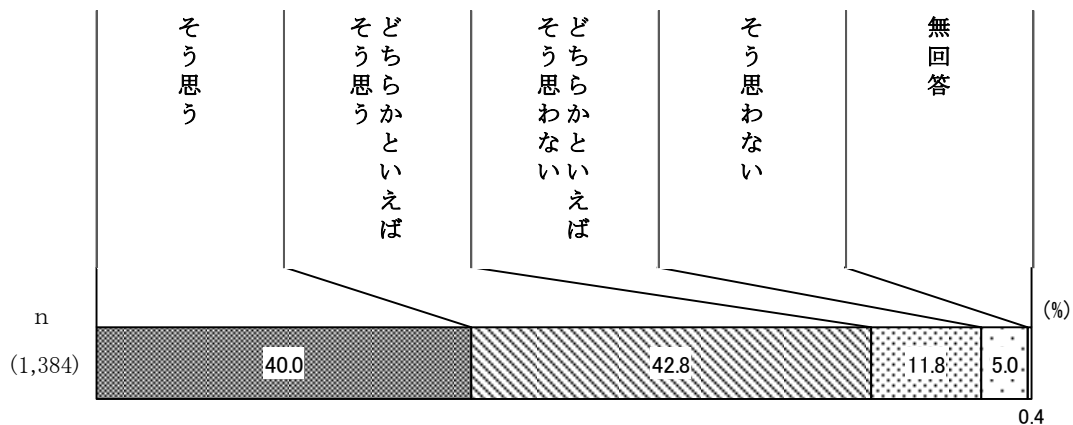 そう思う
どちらかといえば
そう思う
どちらかといえば
そう思わない
そう思わない
無回答
(%)
n
(1,384)
40.0
42.8
11.8
5.0
0.4